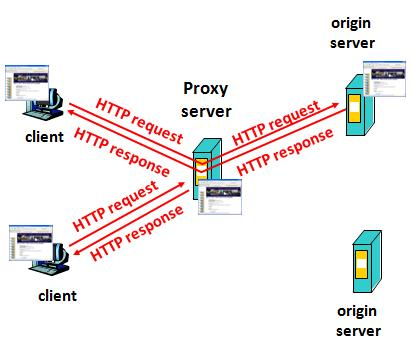 origin
server
Proxy
server
client
HTTP request
HTTP response
HTTP request
HTTP response
HTTP request
HTTP response
client
origin
server